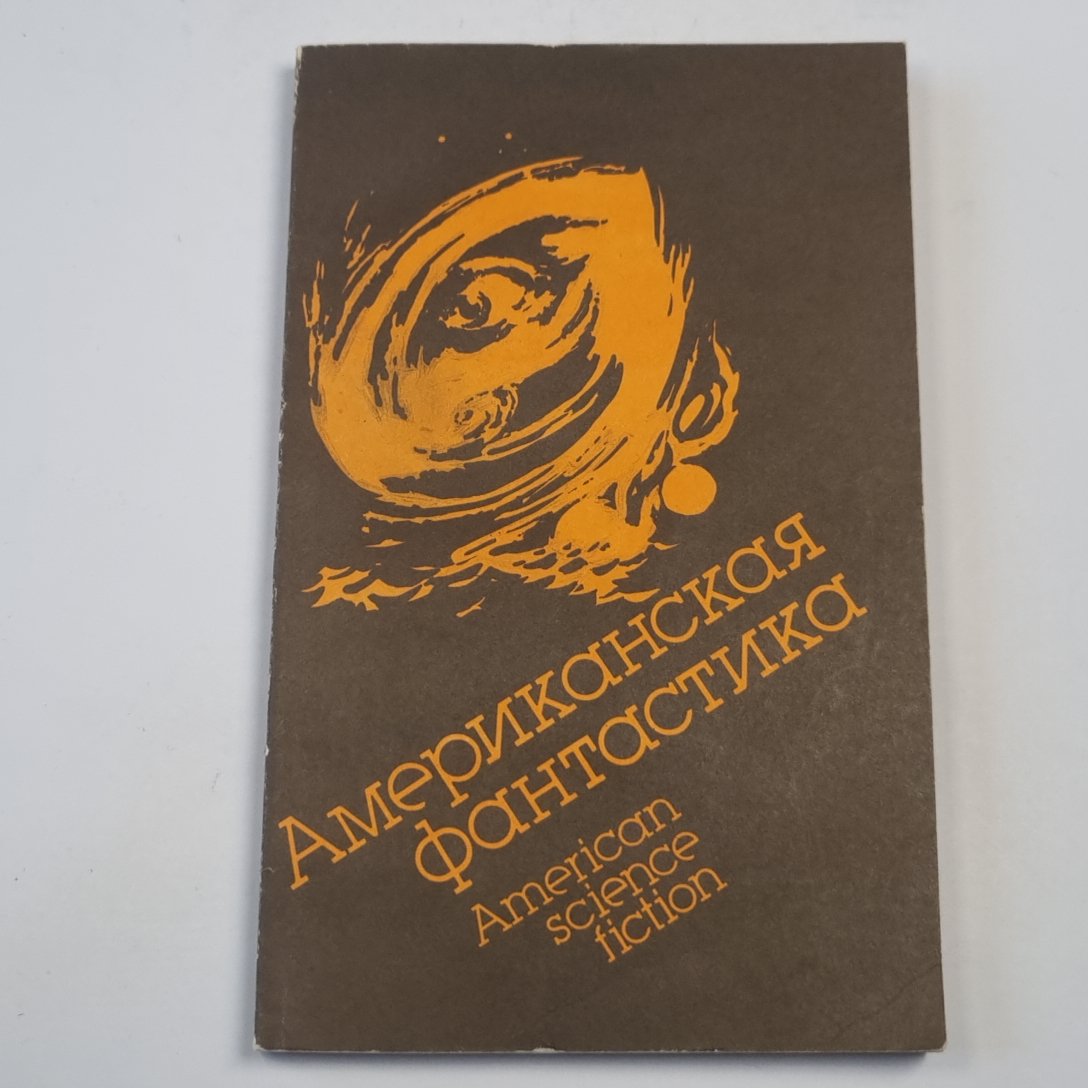 Американская
фантастика
American
science
fiction